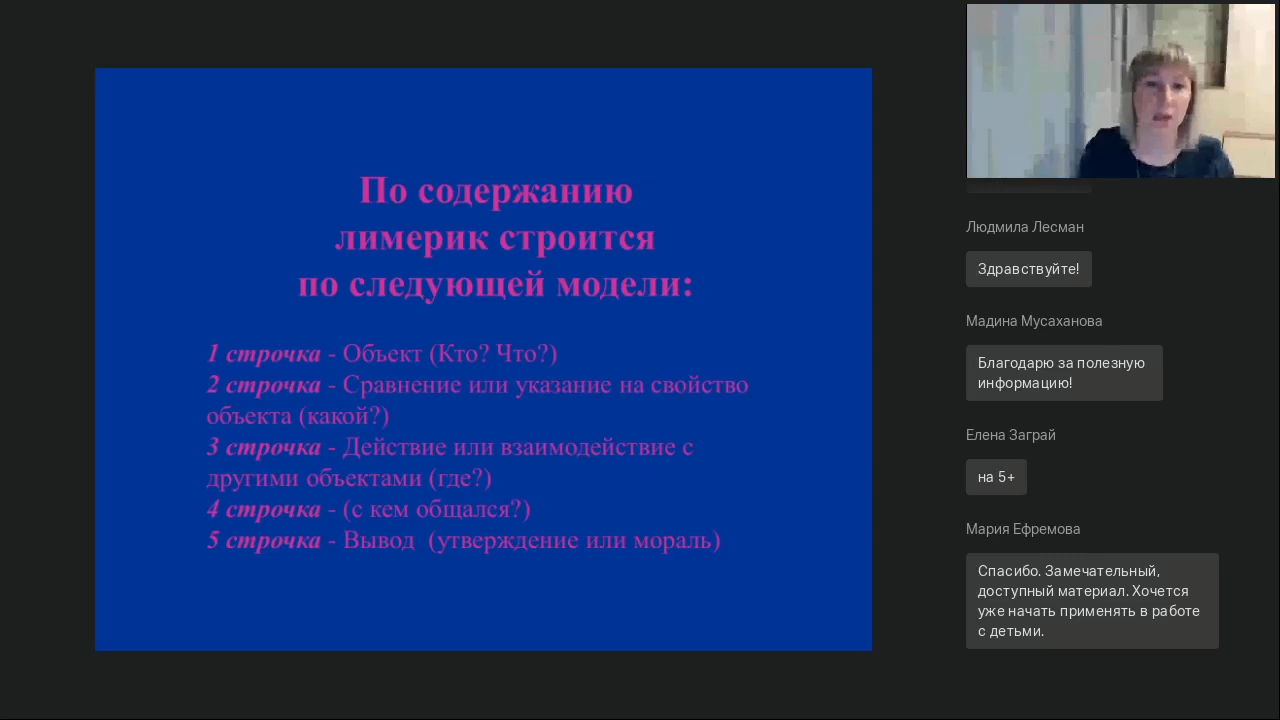 По содержанию
лимерик строится
по следующей модели:
1 строчка - Объект (Кто? Что?)
2 строчка - Сравнение или указание на свойство
объекта (какой?)
3 строчка - Действие или взаимодействие с
другими объектами (где?)
4 строчка - (с кем общался?)
5 строчка - Вывод  (утверждение или мораль)
Людмила Лесман
Здравствуйте!
Мадина Мусаханова
Благодарю за полезную
информацию!
Елена Заграй
на 5+
Мария Ефремова
Спасибо. Замечательный,
доступный материал. Хочется
уже начать применять в работе
с детьми.